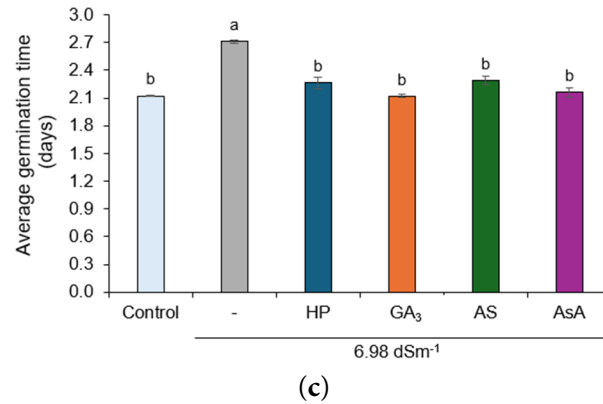 Average germination time
(days)
3.0
2.7
2.4
2.1
1.8
1.5
1.2
0.9
0.6
0.3
0.0
b
a
b
b
b
b
Control
-
HP
GA₃
AS
AsA
6.98 dSm⁻¹
(c)